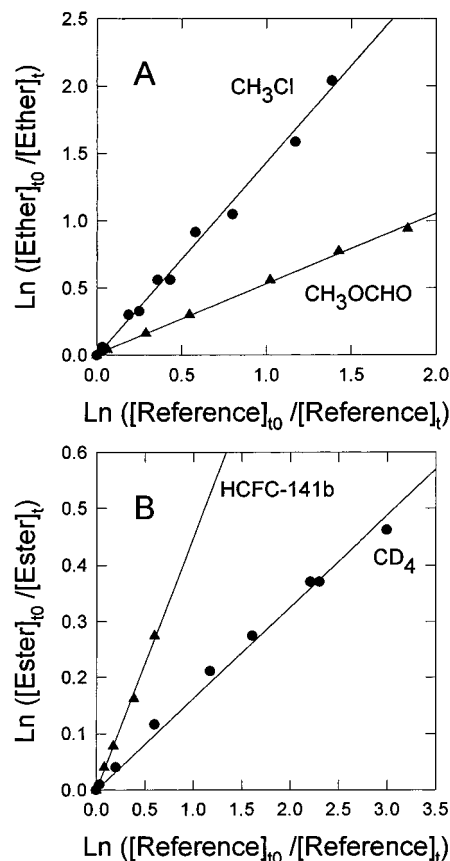 A
2.5
2.0
1.5
1.0
0.5
0.0
CH₃Cl
CH₃OCHO
Ln ([Ether]ₜ₀ /[Ether]ₜ)
0.0 0.5 1.0 1.5 2.0
Ln ([Reference]ₜ₀ /[Reference]ₜ)
B
0.6
0.5
0.4
0.3
0.2
0.1
0.0
HCFC-141b
CD₄
Ln ([Ester]ₜ₀ /[Ester]ₜ)
0.0 0.5 1.0 1.5 2.0 2.5 3.0 3.5
Ln ([Reference]ₜ₀ /[Reference]ₜ)